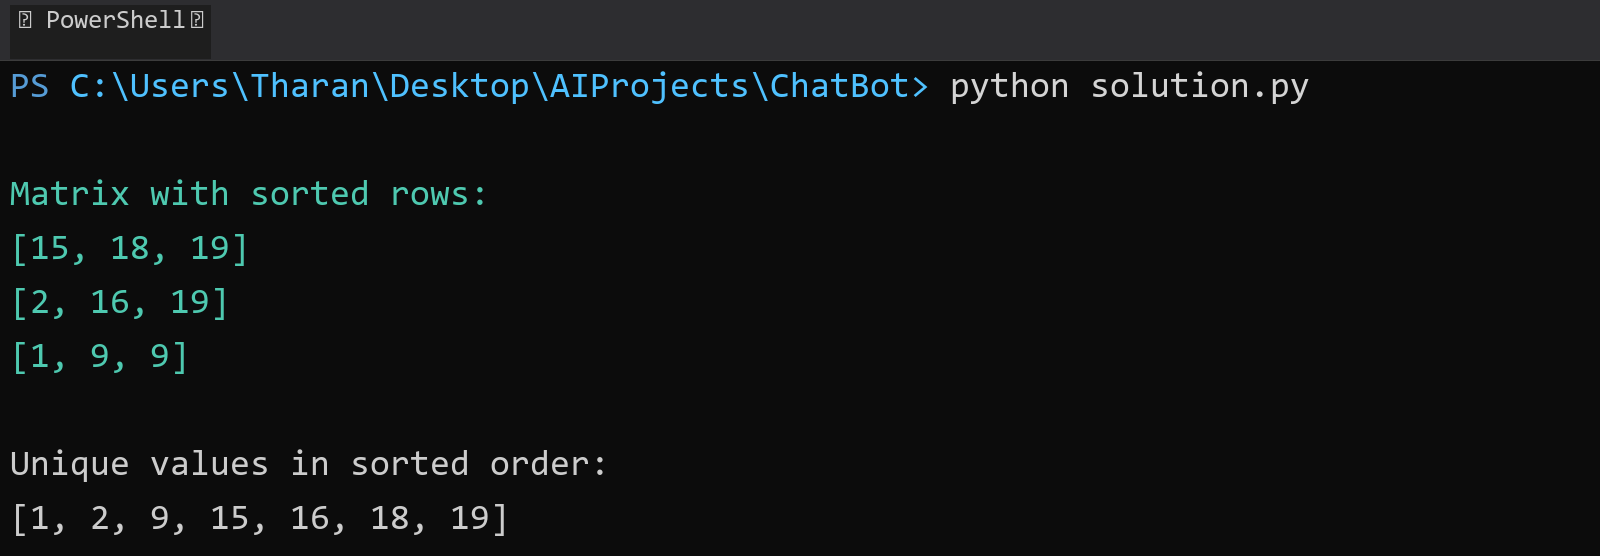 PowerShell
PS C:\Users\Tharan\Desktop\AIProjects\ChatBot> python solution.py
Matrix with sorted rows:
[15, 18, 19]
[2, 16, 19]
[1, 9, 9]
Unique values in sorted order:
[1, 2, 9, 15, 16, 18, 19]